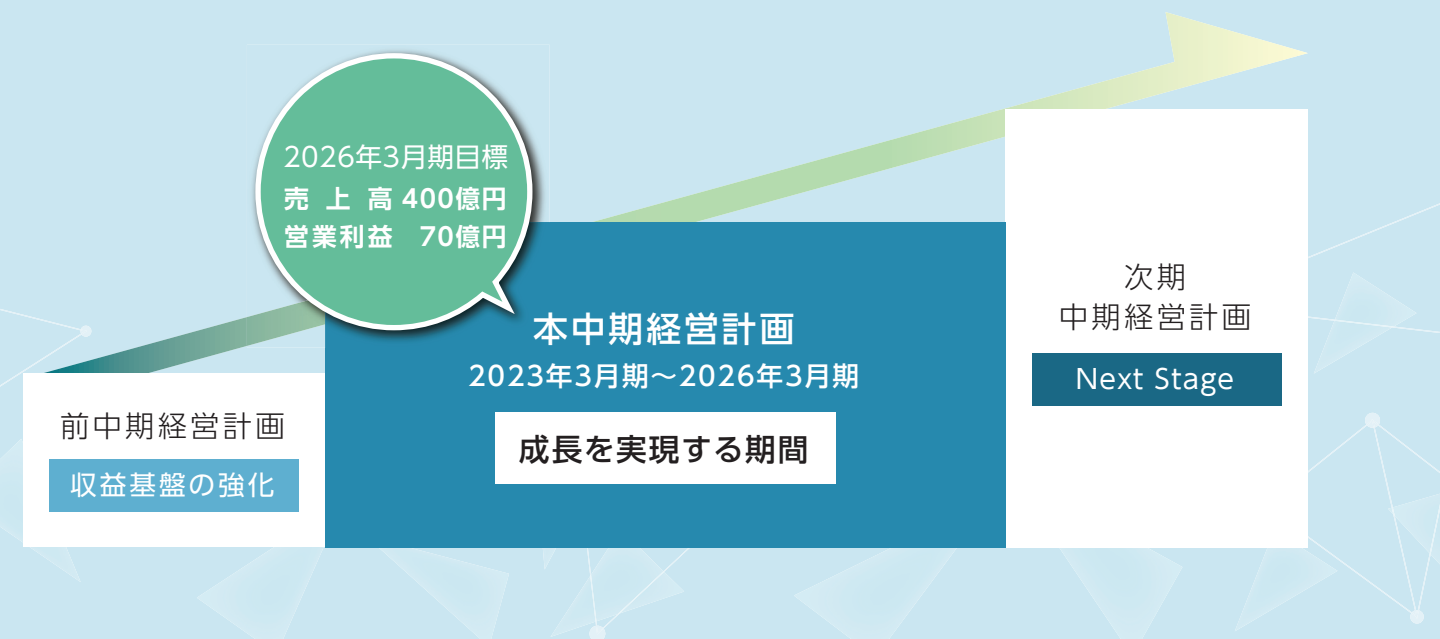 2026年3月期目標
売上高 400億円
営業利益 70億円
前中期経営計画
収益基盤の強化
本中期経営計画
2023年3月期～2026年3月期
成長を実現する期間
次期
中期経営計画
Next Stage